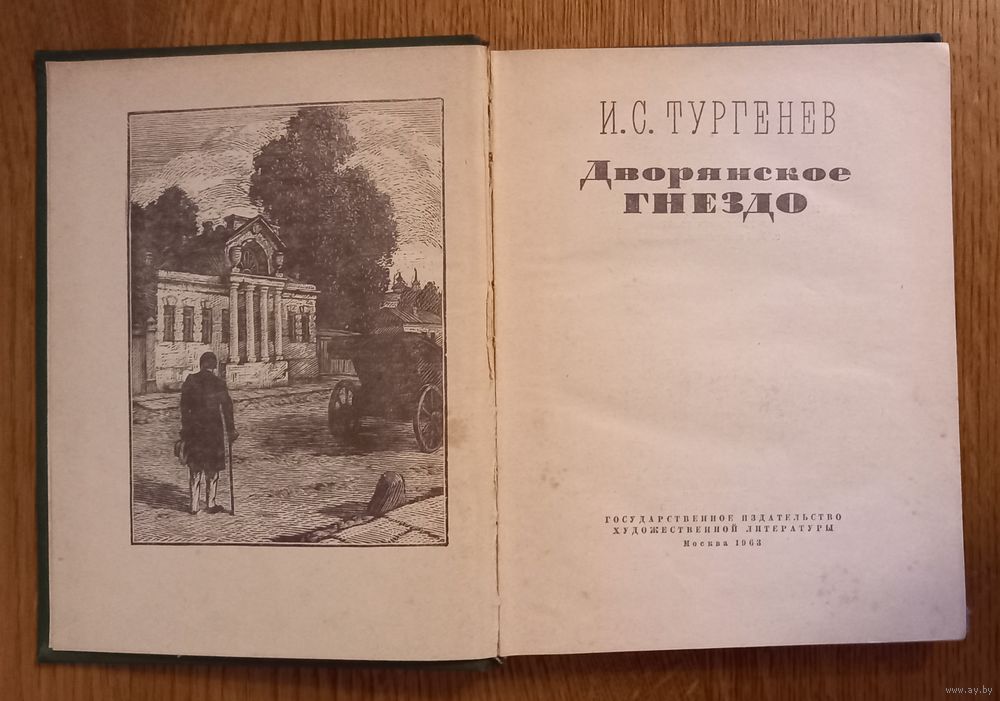 И.С. ТУРГЕНЕВ
Дворянское
ГНЕЗДО
ГОСУДАРСТВЕННОЕ ИЗДАТЕЛЬСТВО
ХУДОЖЕСТВЕННОЙ ЛИТЕРАТУРЫ
Москва 1963
www.ay.by